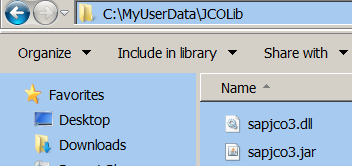 C:\MyUserData\JCOLib
Organize Include in library Share with
Favorites Name
Desktop sapjco3.dll
Downloads sapjco3.jar